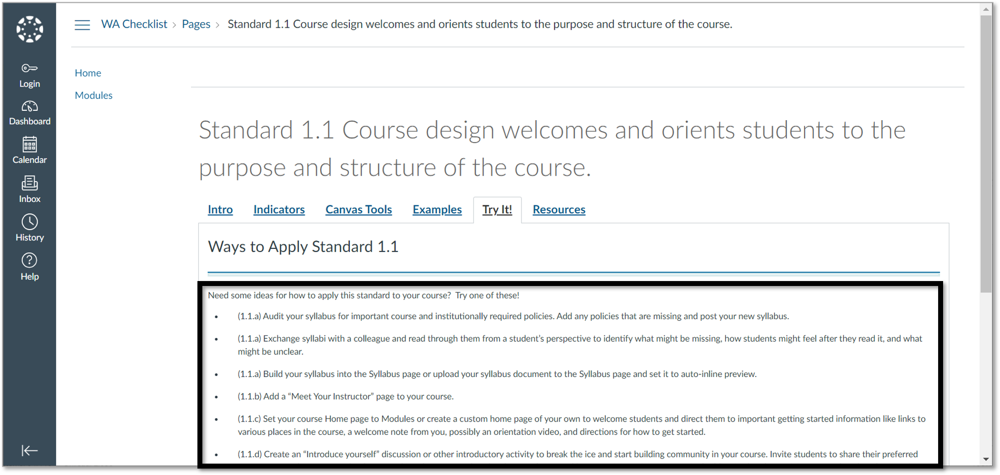 WA Checklist > Pages > Standard 1.1 Course design welcomes and orients students to the purpose and structure of the course.
Login
Dashboard
Calendar
Inbox
History
Help
Home
Modules
Standard 1.1 Course design welcomes and orients students to the
purpose and structure of the course.
Intro Indicators Canvas Tools Examples Try It! Resources
Ways to Apply Standard 1.1
Need some ideas for how to apply this standard to your course?  Try one of these!
• (1.1.a) Audit your syllabus for important course and institutionally required policies. Add any policies that are missing and post your new syllabus.
• (1.1.a) Exchange syllabi with a colleague and read through them from a student’s perspective to identify what might be missing, how students might feel after they read it, and what
might be unclear.
• (1.1.a) Build your syllabus into the Syllabus page or upload your syllabus document to the Syllabus page and set it to auto-inline preview.
• (1.1.b) Add a “Meet Your Instructor” page to your course.
• (1.1.c) Set your course Home page to Modules or create a custom home page of your own to welcome students and direct them to important getting started information like links to
various places in the course, a welcome note from you, possibly an orientation video, and directions for how to get started.
• (1.1.d) Create an “Introduce yourself” discussion or other introductory activity to break the ice and start building community in your course. Invite students to share their preferred